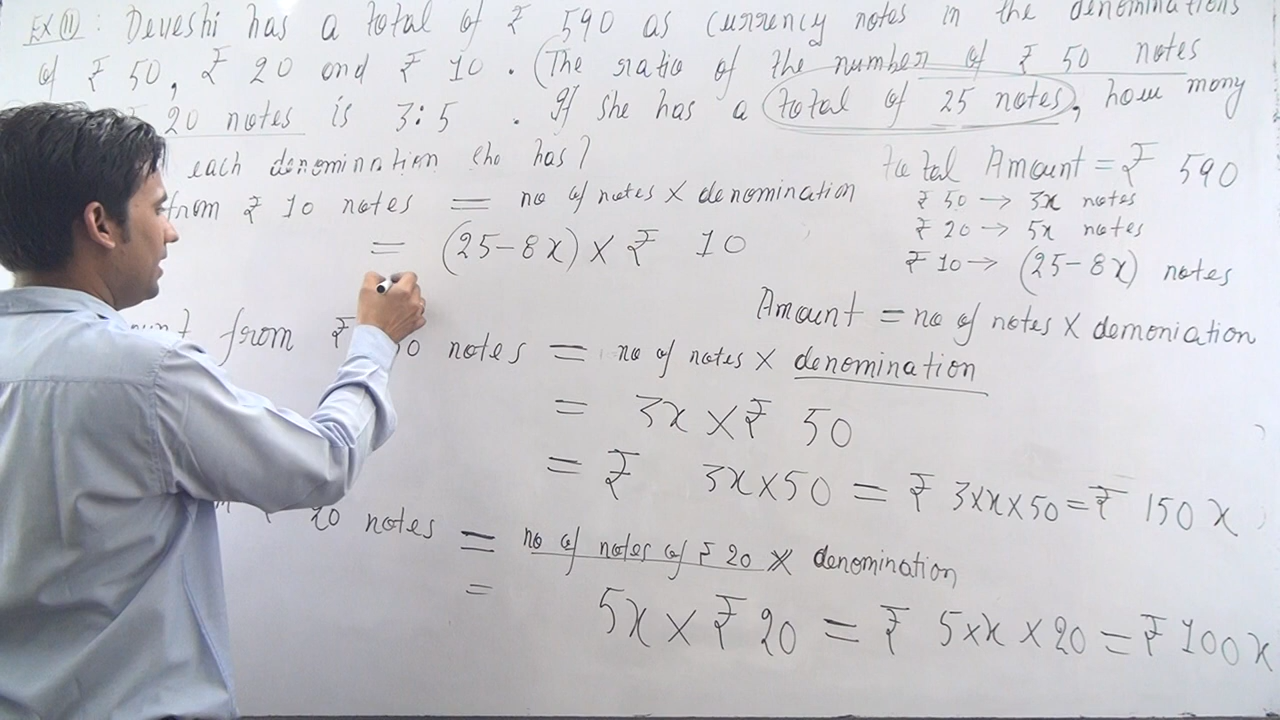 EX (11) : Deveshi has a total of ₹ 590 as currency notes in the denominations
of ₹ 50, ₹ 20 and ₹ 10 . (The ratio of the number of ₹ 50 notes
20 notes is 3:5 . If she has a total of 25 notes, how many
each denomination she has?
total Amount = ₹ 590
₹ 50 → 3x notes
₹ 20 → 5x notes
₹ 10 → (25-8x) notes
from ₹ 10 notes = no of notes × denomination
= (25-8x) × ₹ 10
Amount = no of notes × demoniation
from ₹ notes = no of notes × denomination
= 3x × ₹ 50
= ₹ 3x×50 = ₹ 3×x×50 = ₹ 150 x
20 notes = no of notes of ₹ 20 × denomination
= 5x × ₹ 20 = ₹ 5×x×20 = ₹ 100 x